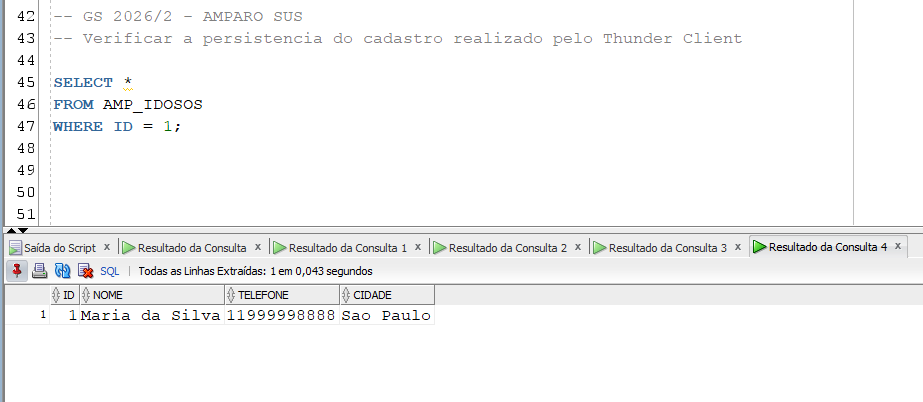 42 -- GS 2026/2 - AMPARO SUS
43 -- Verificar a persistencia do cadastro realizado pelo Thunder Client
44
45 SELECT *
46 FROM AMP_IDOSOS
47 WHERE ID = 1;
48
49
50
51
Saída do Script x Resultado da Consulta x Resultado da Consulta 1 x Resultado da Consulta 2 x Resultado da Consulta 3 x Resultado da Consulta 4 x
SQL | Todas as Linhas Extraídas: 1 em 0,043 segundos
ID NOME TELEFONE CIDADE
1 1 Maria da Silva 11999998888 Sao Paulo